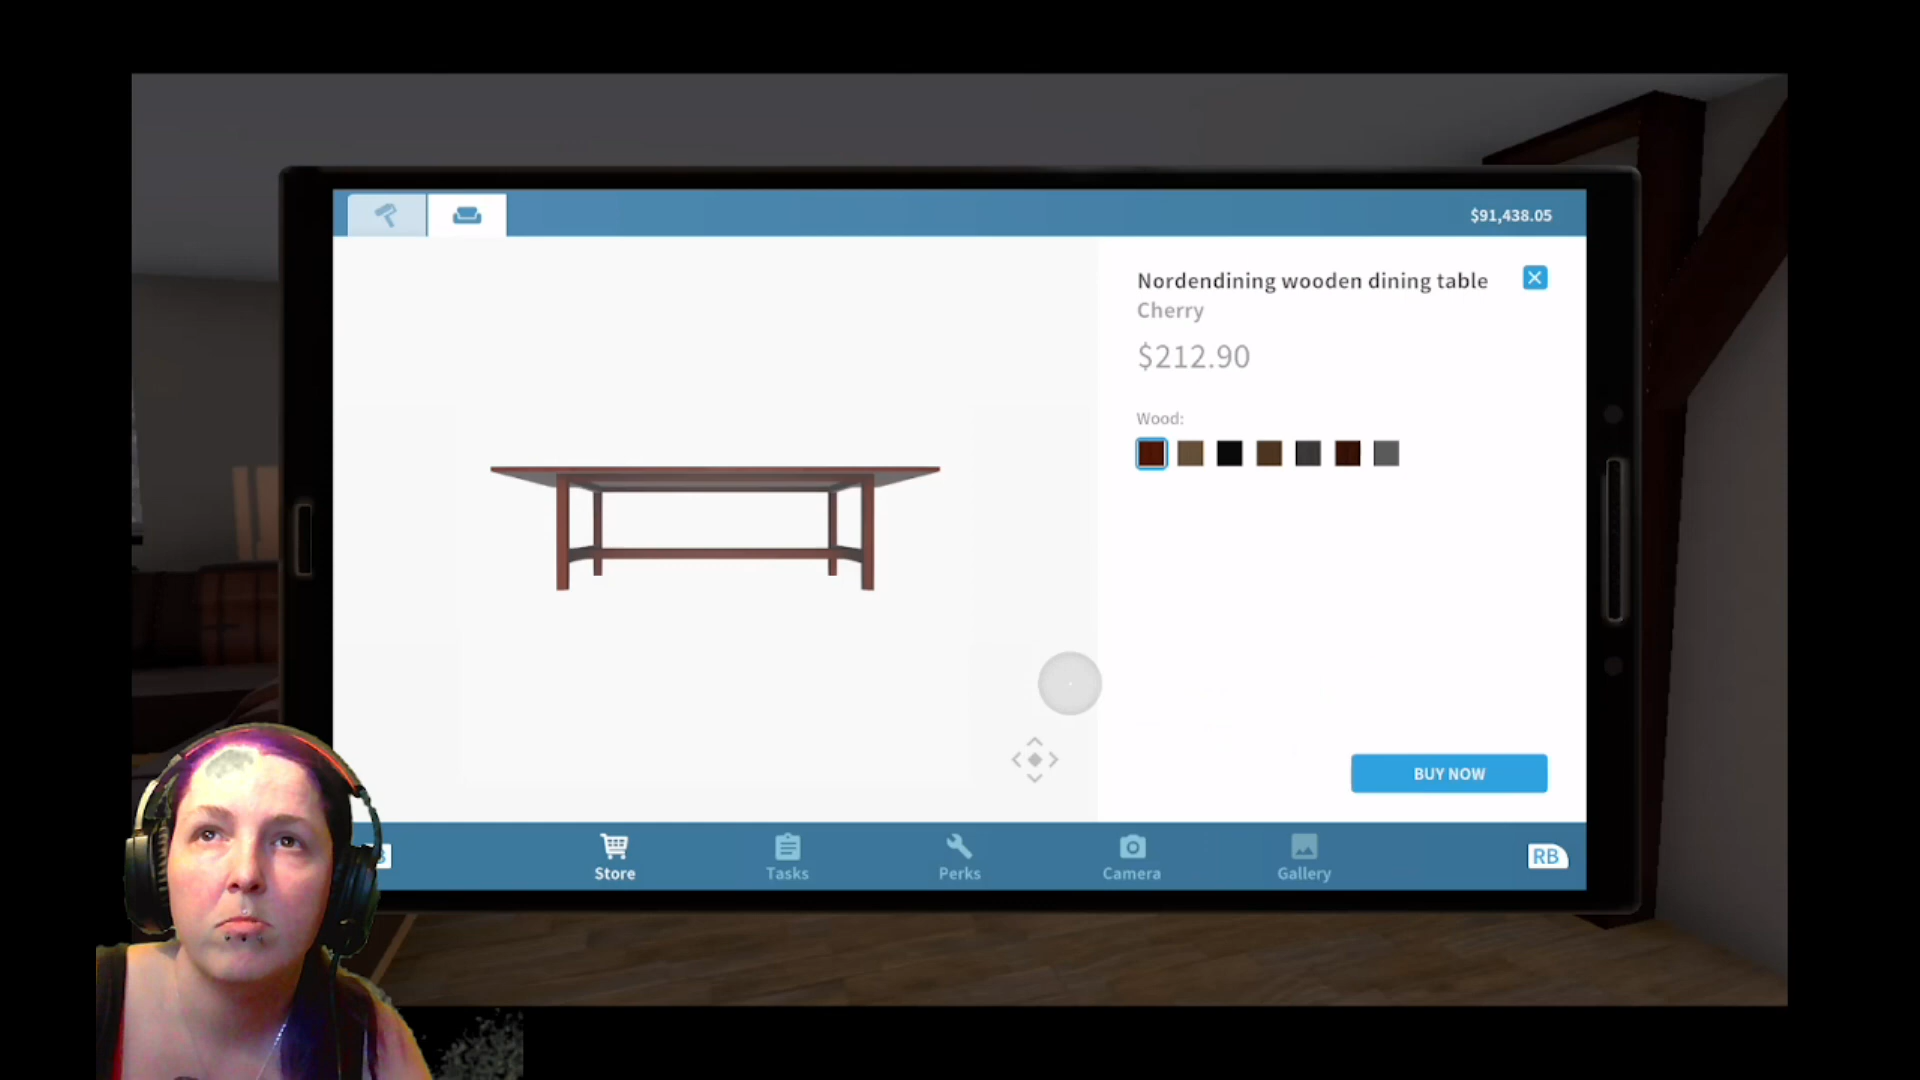 $91,438.05
Nordendining wooden dining table
Cherry
$212.90
Wood:
BUY NOW
Store
Tasks
Perks
Camera
Gallery
RB